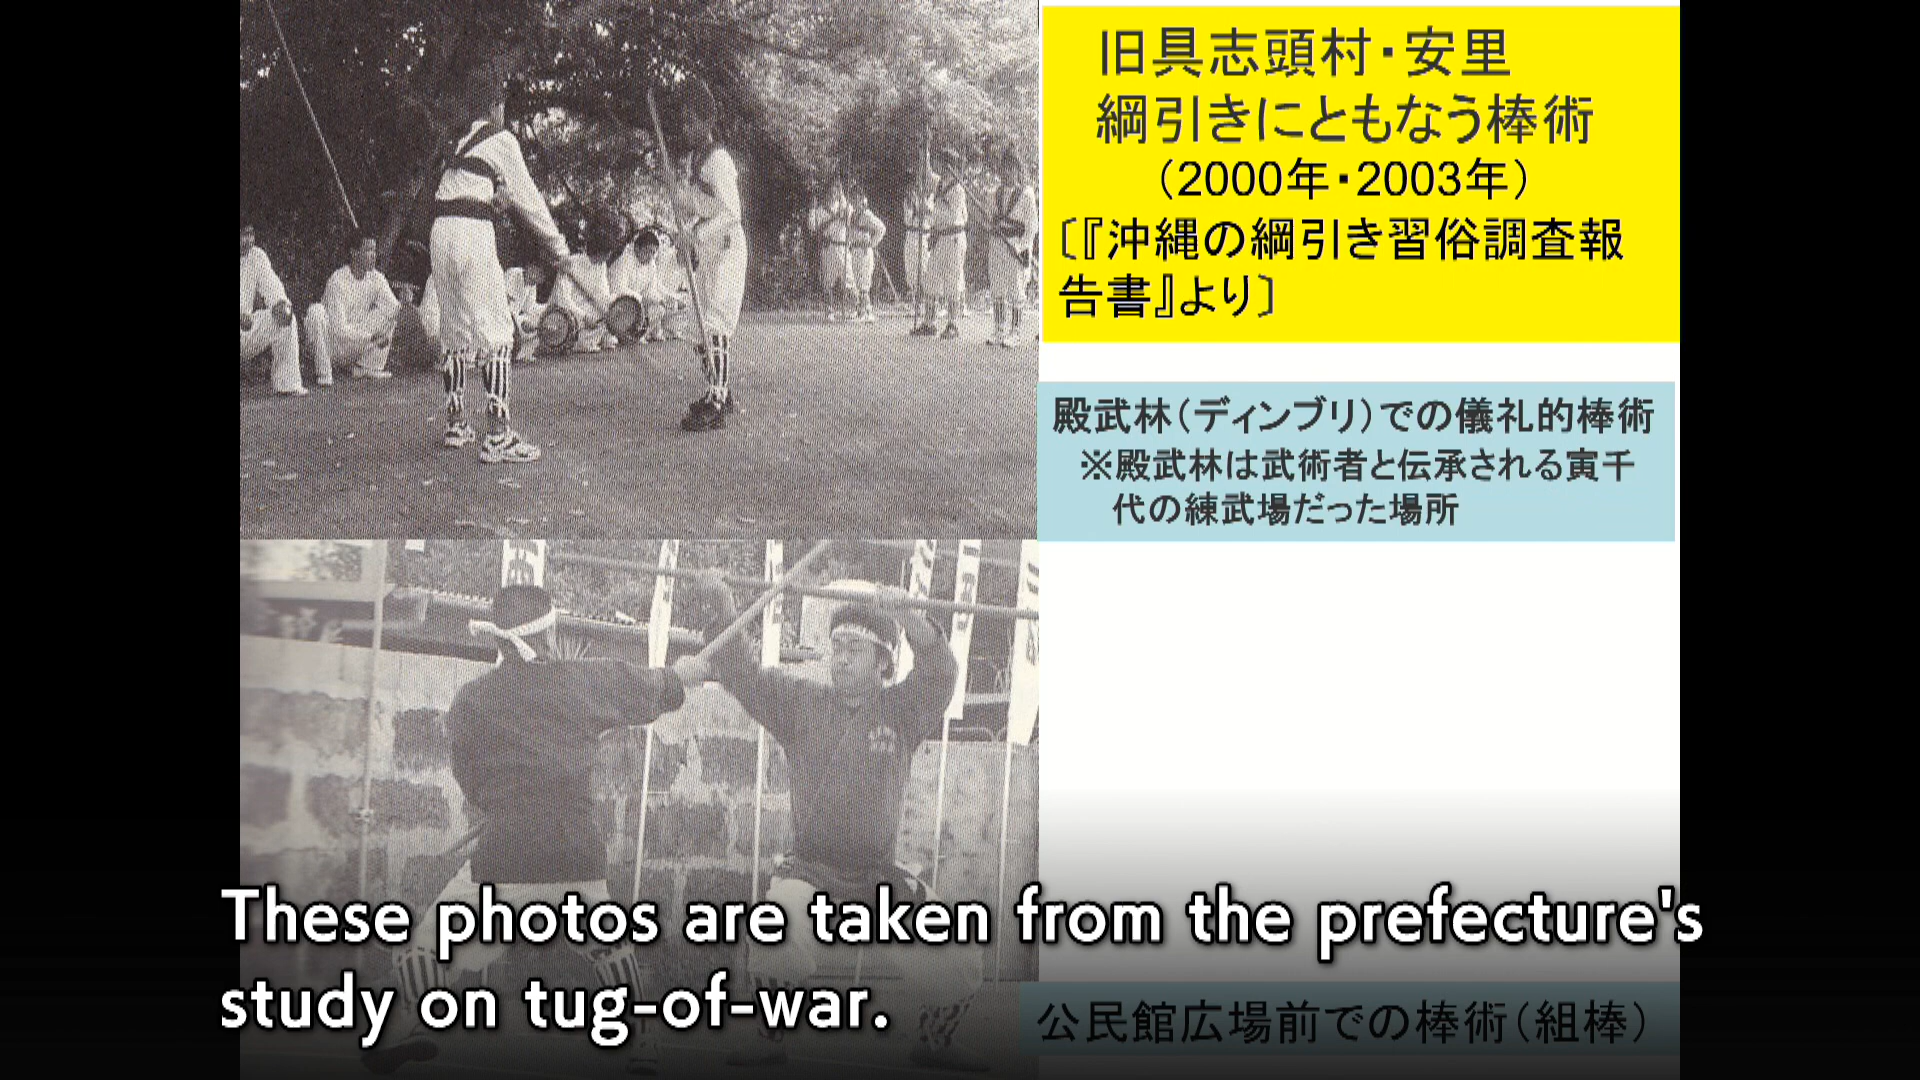 旧具志頭村・安里
綱引きにともなう棒術
（2000年・2003年）
〔『沖縄の綱引き習俗調査報
告書』より〕
殿武林（ディンブリ）での儀礼的棒術
※殿武林は武術者と伝承される寅千
代の練武場だった場所
These photos are taken from the prefecture's
study on tug-of-war.
公民館広場前での棒術（組棒）